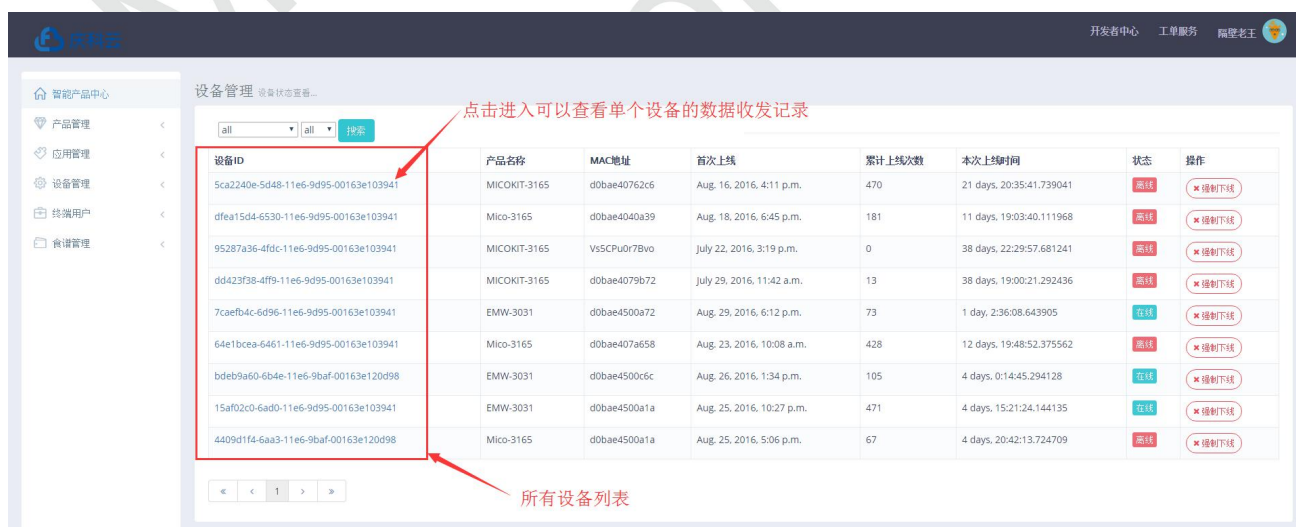 开发者中心 工单服务 隔壁老王
智能产品中心
产品管理
应用管理
设备管理
终端用户
食谱管理
设备管理 设备状态查看...
点击进入可以查看单个设备的数据收发记录
all all 搜索
设备ID 产品名称 MAC地址 首次上线 累计上线次数 本次上线时间 状态 操作
5ca2240e-5d48-11e6-9d95-00163e103941 MICOKIT-3165 d0bae40762c6 Aug. 16, 2016, 4:11 p.m. 470 21 days, 20:35:41.739041 离线 强制下线
dfea15d4-6530-11e6-9d95-00163e103941 Mico-3165 d0bae4040a39 Aug. 18, 2016, 6:45 p.m. 181 11 days, 19:03:40.111968 离线 强制下线
95287a36-4fdc-11e6-9d95-00163e103941 MICOKIT-3165 Vs5CPu0r7Bvo July 22, 2016, 3:19 p.m. 0 38 days, 22:29:57.681241 离线 强制下线
dd423f38-4ff9-11e6-9d95-00163e103941 MICOKIT-3165 d0bae4079b72 July 29, 2016, 11:42 a.m. 13 38 days, 19:00:21.292436 离线 强制下线
7caefb4c-6d96-11e6-9d95-00163e103941 EMW-3031 d0bae4500a72 Aug. 29, 2016, 6:12 p.m. 73 1 day, 2:36:08.643905 在线 强制下线
64e1bcea-6461-11e6-9d95-00163e103941 Mico-3165 d0bae407a658 Aug. 23, 2016, 10:08 a.m. 428 12 days, 19:48:52.375562 离线 强制下线
bdeb9a60-6b4e-11e6-9baf-00163e120d98 EMW-3031 d0bae4500c6c Aug. 26, 2016, 1:34 p.m. 105 4 days, 0:14:45.294128 在线 强制下线
15af02c0-6ad0-11e6-9d95-00163e103941 EMW-3031 d0bae4500a1a Aug. 25, 2016, 10:27 p.m. 471 4 days, 15:21:24.144135 在线 强制下线
4409d1f4-6aa3-11e6-9baf-00163e120d98 Mico-3165 d0bae4500a1a Aug. 25, 2016, 5:06 p.m. 67 4 days, 20:42:13.724709 离线 强制下线
« ‹ 1 › »
所有设备列表